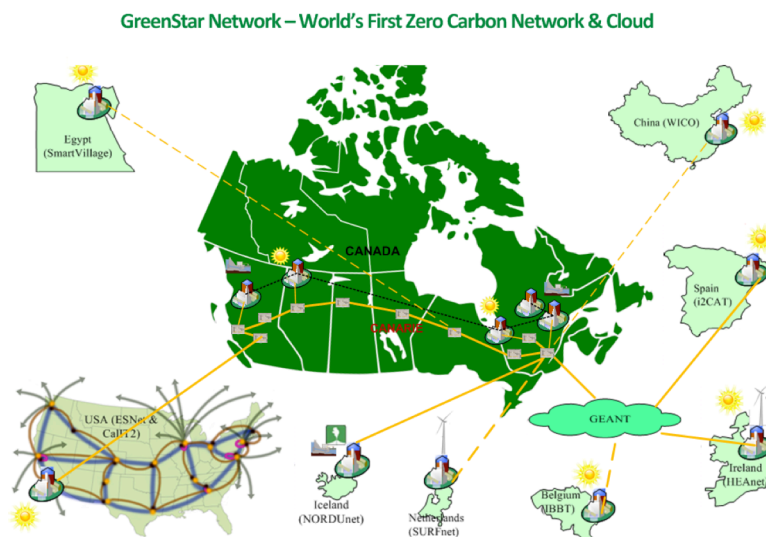 GreenStar Network – World's First Zero Carbon Network & Cloud
Egypt
(SmartVillage)
China (WICO)
CANADA
Spain
(i2CAT)
CANARIE
USA (ESNet &
CalIT2)
GEANT
Iceland
(NORDUnet)
Netherlands
(SURFnet)
Belgium
(IBBT)
Ireland
(HEAnet)